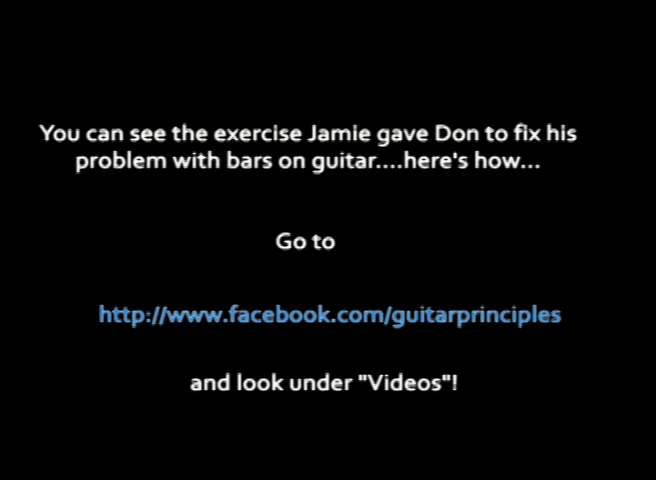 You can see the exercise Jamie gave Don to fix his
problem with bars on guitar....here's how...
Go to
http://www.facebook.com/guitarprinciples
and look under "Videos"!